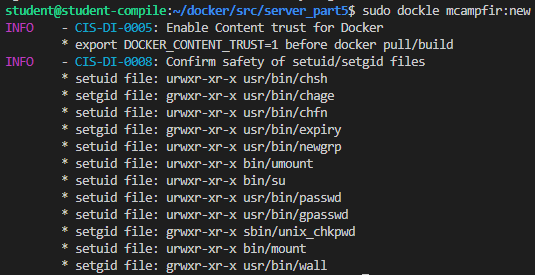 student@student-compile:~/docker/src/server_part5$ sudo dockle mcampfir:new
INFO    - CIS-DI-0005: Enable Content trust for Docker
        * export DOCKER_CONTENT_TRUST=1 before docker pull/build
INFO    - CIS-DI-0008: Confirm safety of setuid/setgid files
        * setuid file: urwxr-xr-x usr/bin/chsh
        * setgid file: grwxr-xr-x usr/bin/chage
        * setuid file: urwxr-xr-x usr/bin/chfn
        * setgid file: grwxr-xr-x usr/bin/expiry
        * setuid file: urwxr-xr-x usr/bin/newgrp
        * setuid file: urwxr-xr-x bin/umount
        * setuid file: urwxr-xr-x bin/su
        * setuid file: urwxr-xr-x usr/bin/passwd
        * setuid file: urwxr-xr-x usr/bin/gpasswd
        * setgid file: grwxr-xr-x sbin/unix_chkpwd
        * setuid file: urwxr-xr-x bin/mount
        * setgid file: grwxr-xr-x usr/bin/wall